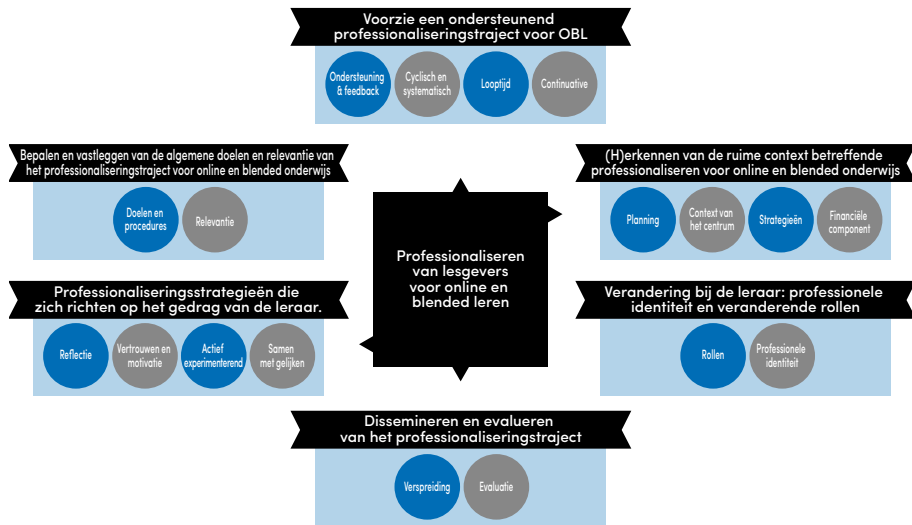 Voorzie een ondersteunend
professionaliseringstraject voor OBL
Ondersteuning
& feedback
Cyclisch en
systematisch
Looptijd
Continuative
Bepalen en vastleggen van de algemene doelen en relevantie van
het professionaliseringstraject voor online en blended onderwijs
Doelen en
procedures
Relevantie
(H)erkennen van de ruime context betreffende
professionaliseren voor online en blended onderwijs
Planning
Context van
het centrum
Strategieën
Financiële
component
Professionaliseren
van lesgevers
voor online en
blended leren
Professionaliseringsstrategieën die
zich richten op het gedrag van de leraar.
Reflectie
Vertrouwen en
motivatie
Actief
experimenterend
Samen
met gelijken
Verandering bij de leraar: professionele
identiteit en veranderende rollen
Rollen
Professionele
identiteit
Dissemineren en evalueren
van het professionaliseringstraject
Verspreiding
Evaluatie